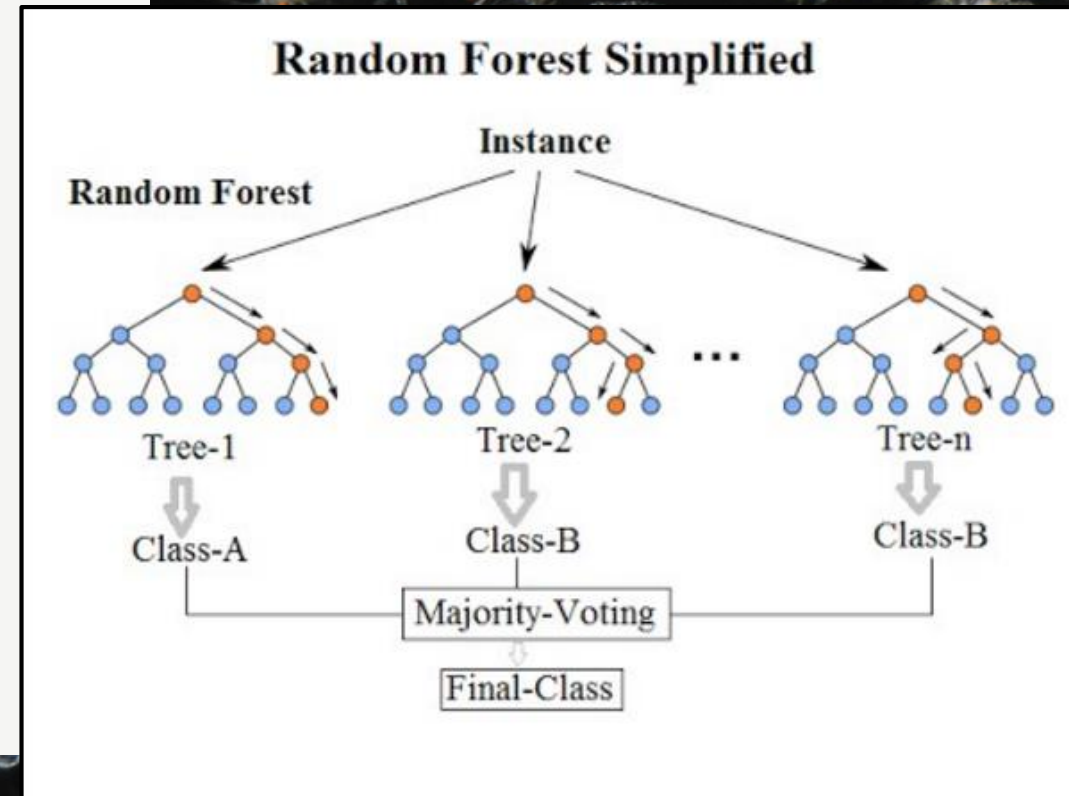 Random Forest Simplified
Instance
Random Forest
...
Tree-1 Tree-2 Tree-n
Class-A Class-B Class-B
Majority-Voting
Final-Class